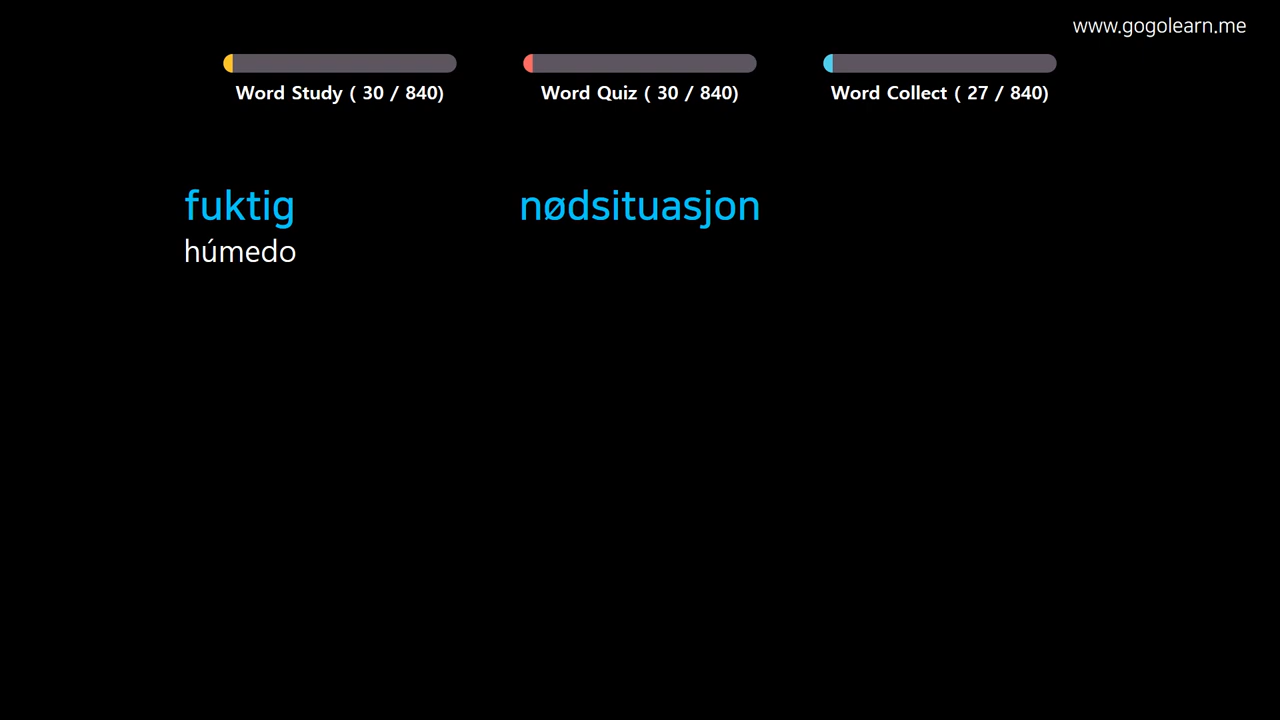 www.gogolearn.me
Word Study ( 30 / 840)
Word Quiz ( 30 / 840)
Word Collect ( 27 / 840)
fuktig
húmedo
nødsituasjon